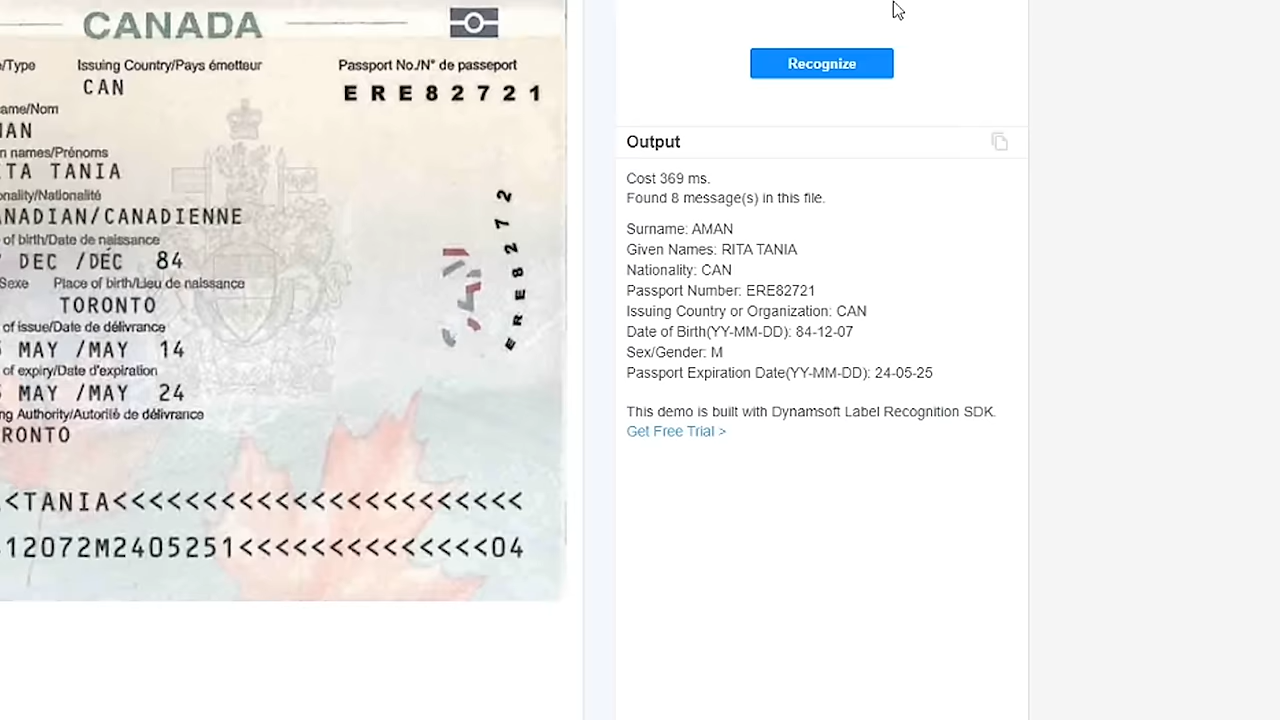 CANADA
e/Type Issuing Country/Pays émetteur Passport No./N° de passeport
CAN ERE82721
ame/Nom
MAN
n names/Prénoms
ITA TANIA
onality/Nationalité
ANADIAN/CANADIENNE
of birth/Date de naissance
DEC /DÉC 84
Sexe Place of birth/Lieu de naissance
TORONTO
of issue/Date de délivrance
MAY /MAY 14
of expiry/Date d'expiration
MAY /MAY 24
ng Authority/Autorité de délivrance
RONTO
ERE8272
CAN
<TANIA<<<<<<<<<<<<<<<<<<<<<<<<<<<<
412072M2405251<<<<<<<<<<<<<<<<<04
Recognize
Output
Cost 369 ms.
Found 8 message(s) in this file.
Surname: AMAN
Given Names: RITA TANIA
Nationality: CAN
Passport Number: ERE82721
Issuing Country or Organization: CAN
Date of Birth(YY-MM-DD): 84-12-07
Sex/Gender: M
Passport Expiration Date(YY-MM-DD): 24-05-25
This demo is built with Dynamsoft Label Recognition SDK.
Get Free Trial >